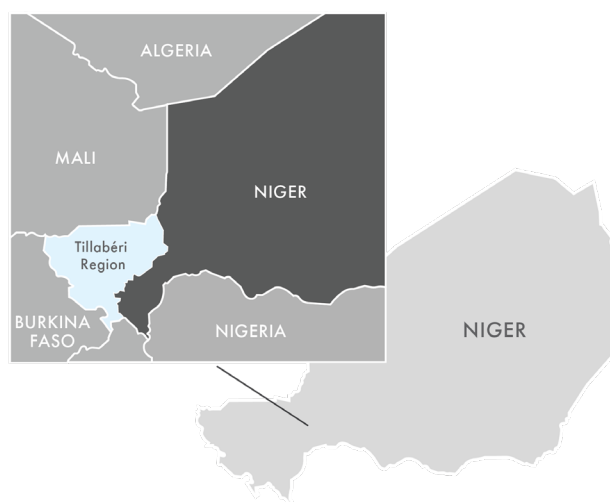 ALGERIA
MALI
NIGER
Tillabéri
Region
BURKINA
FASO
NIGERIA
NIGER